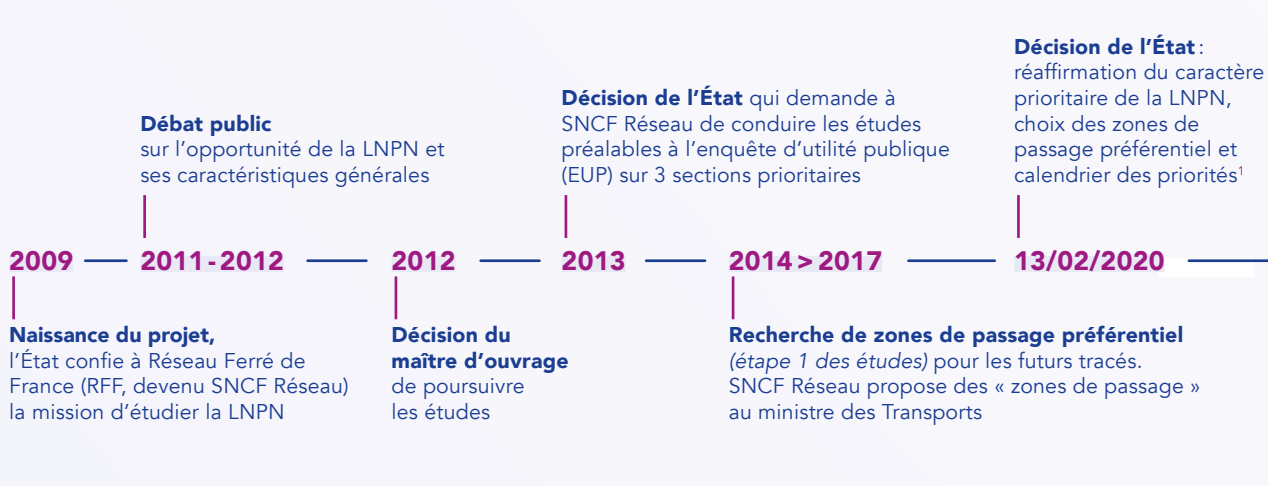 Décision de l'État :
réaffirmation du caractère
prioritaire de la LNPN,
choix des zones de
passage préférentiel et
calendrier des priorités¹
Décision de l'État qui demande à
SNCF Réseau de conduire les études
préalables à l'enquête d'utilité publique
(EUP) sur 3 sections prioritaires
Débat public
sur l'opportunité de la LNPN et
ses caractéristiques générales
2009
2011-2012
2012
2013
2014 > 2017
13/02/2020
Naissance du projet,
l'État confie à Réseau Ferré de
France (RFF, devenu SNCF Réseau)
la mission d'étudier la LNPN
Décision du
maître d'ouvrage
de poursuivre
les études
Recherche de zones de passage préférentiel
(étape 1 des études) pour les futurs tracés.
SNCF Réseau propose des « zones de passage »
au ministre des Transports